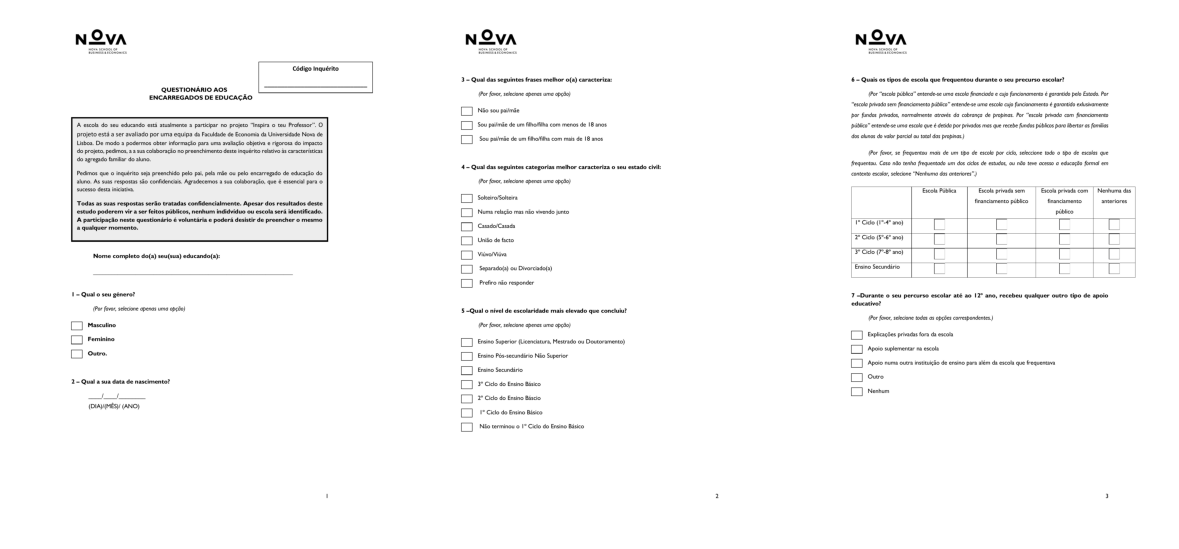 NOVA
NOVA SCHOOL OF
BUSINESS & ECONOMICS
Código Inquérito
QUESTIONÁRIO AOS
ENCARREGADOS DE EDUCAÇÃO
A escola do seu educando está atualmente a participar no projeto "Inspira o teu Professor". O
projeto está a ser avaliado por uma equipa da Faculdade de Economia da Universidade Nova de
Lisboa. De modo a podermos obter informação para uma avaliação objetiva e rigorosa do impacto
do projeto, pedimos, a a sua colaboração no preenchimento deste inquérito relativo às características
do agregado familiar do aluno.
Pedimos que o inquérito seja preenchido pelo pai, pela mãe ou pelo encarregado de educação do
aluno. As suas respostas são confidenciais. Agradecemos a sua colaboração, que é essencial para o
sucesso desta iniciativa.
Todas as suas respostas serão tratadas confidencialmente. Apesar dos resultados deste
estudo poderem vir a ser feitos públicos, nenhum indivíduo ou escola será identificado.
A participação neste questionário é voluntária e poderá desistir de preencher o mesmo
a qualquer momento.
Nome completo do(a) seu(sua) educando(a):
1 – Qual o seu género?
(Por favor, selecione apenas uma opção)
Masculino
Feminino
Outro.
2 – Qual a sua data de nascimento?
____/____/________
(DIA)/(MÊS)/ (ANO)
1
NOVA
NOVA SCHOOL OF
BUSINESS & ECONOMICS
3 – Qual das seguintes frases melhor o(a) caracteriza:
(Por favor, selecione apenas uma opção)
Não sou pai/mãe
Sou pai/mãe de um filho/filha com menos de 18 anos
Sou pai/mãe de um filho/filha com mais de 18 anos
4 – Qual das seguintes categorias melhor caracteriza o seu estado civil:
(Por favor, selecione apenas uma opção)
Solteiro/Solteira
Numa relação mas não vivendo junto
Casado/Casada
União de facto
Viúvo/Viúva
Separado(a) ou Divorciado(a)
Prefiro não responder
5 –Qual o nível de escolaridade mais elevado que concluiu?
(Por favor, selecione apenas uma opção)
Ensino Superior (Licenciatura, Mestrado ou Doutoramento)
Ensino Pós-secundário Não Superior
Ensino Secundário
3º Ciclo do Ensino Básico
2º Ciclo do Ensino Báscio
1º Ciclo do Ensino Básico
Não terminou o 1º Ciclo do Ensino Básico
2
NOVA
NOVA SCHOOL OF
BUSINESS & ECONOMICS
6 – Quais os tipos de escola que frequentou durante o seu precurso escolar?
(Por "escola pública" entende-se uma escola financiada e cujo funcionamento é garantido pelo Estado. Por
"escola privada sem financiamento público" entende-se uma escola cujo funcionamento é garantido exlusivamente
por fundos privados, normalmente através da cobrança de propinas. Por "escola privada com financiamento
público" entende-se uma escola que é detida por privados mas que recebe fundos públicos para libertar as famílias
dos alunos do valor parcial ou total das propinas.)
(Por favor, se frequentou mais de um tipo de escola por ciclo, seleccione todo o tipo de escolas que
frequentou. Caso não tenha frequentado um dos ciclos de estudos, ou não teve acesso a educação formal em
contexto escolar, selecione "Nenhuma das anteriores".)
Escola Pública
Escola privada sem
financiamento público
Escola privada com
financiamento
público
Nenhuma das
anteriores
1º Ciclo (1º-4º ano)
2º Ciclo (5º-6º ano)
3º Ciclo (7º-8º ano)
Ensino Secundário
7 –Durante o seu percurso escolar até ao 12º ano, recebeu qualquer outro tipo de apoio
educativo?
(Por favor, selecione todas as opções correspondentes.)
Explicações privadas fora da escola
Apoio suplementar na escola
Apoio numa outra instituição de ensino para além da escola que frequentava
Outro
Nenhum
3